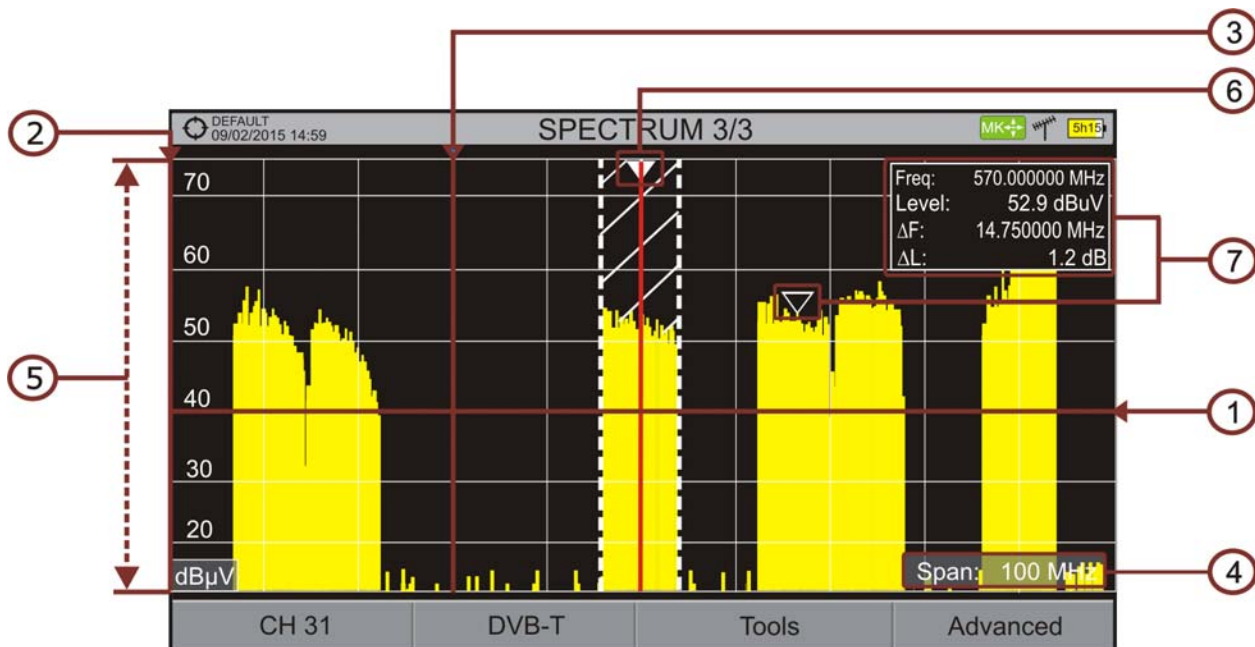 3
6
2
DEFAULT
09/02/2015 14:59
SPECTRUM 3/3
MK
5h15
70
Freq: 570.000000 MHz
Level: 52.9 dBuV
ΔF: 14.750000 MHz
ΔL: 1.2 dB
7
60
50
5
40
1
30
20
dBµV
Span: 100 MHz
4
CH 31
DVB-T
Tools
Advanced